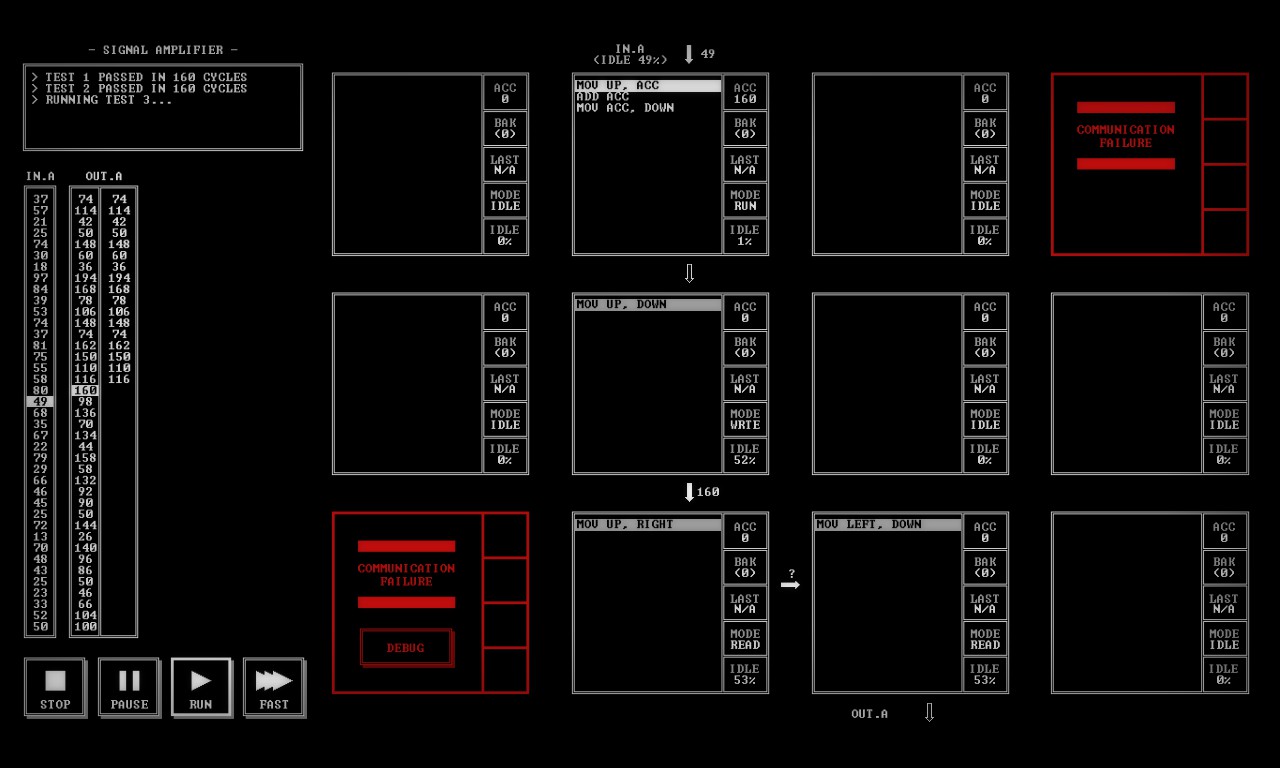 - SIGNAL AMPLIFIER -
> TEST 1 PASSED IN 160 CYCLES
> TEST 2 PASSED IN 160 CYCLES
> RUNNING TEST 3...
IN.A OUT.A
37 74 74
57 114 114
21 42 42
25 50 50
74 148 148
30 60 60
18 36 36
97 194 194
84 168 168
39 78 78
53 106 106
74 148 148
37 74 74
81 162 162
75 150 150
55 110 110
58 116 116
80 160
49 98
68 136
35 70
67 134
22 44
79 158
29 58
66 132
46 92
45 90
25 50
72 144
13 26
70 140
48 96
43 86
25 50
23 46
33 66
52 104
50 100
STOP
PAUSE
RUN
FAST
IN.A
(IDLE 49%)
49
ACC
0
BAK
(0)
LAST
N/A
MODE
IDLE
IDLE
0%
MOV UP, ACC
ADD ACC
MOV ACC, DOWN
ACC
160
BAK
(0)
LAST
N/A
MODE
RUN
IDLE
1%
ACC
0
BAK
(0)
LAST
N/A
MODE
IDLE
IDLE
0%
COMMUNICATION
FAILURE
ACC
0
BAK
(0)
LAST
N/A
MODE
IDLE
IDLE
0%
MOV UP, DOWN
ACC
0
BAK
(0)
LAST
N/A
MODE
WRTE
IDLE
52%
ACC
0
BAK
(0)
LAST
N/A
MODE
IDLE
IDLE
0%
ACC
0
BAK
(0)
LAST
N/A
MODE
IDLE
IDLE
0%
160
COMMUNICATION
FAILURE
DEBUG
MOV UP, RIGHT
ACC
0
BAK
(0)
LAST
N/A
MODE
READ
IDLE
53%
?
MOV LEFT, DOWN
ACC
0
BAK
(0)
LAST
N/A
MODE
READ
IDLE
53%
ACC
0
BAK
(0)
LAST
N/A
MODE
IDLE
IDLE
0%
OUT.A